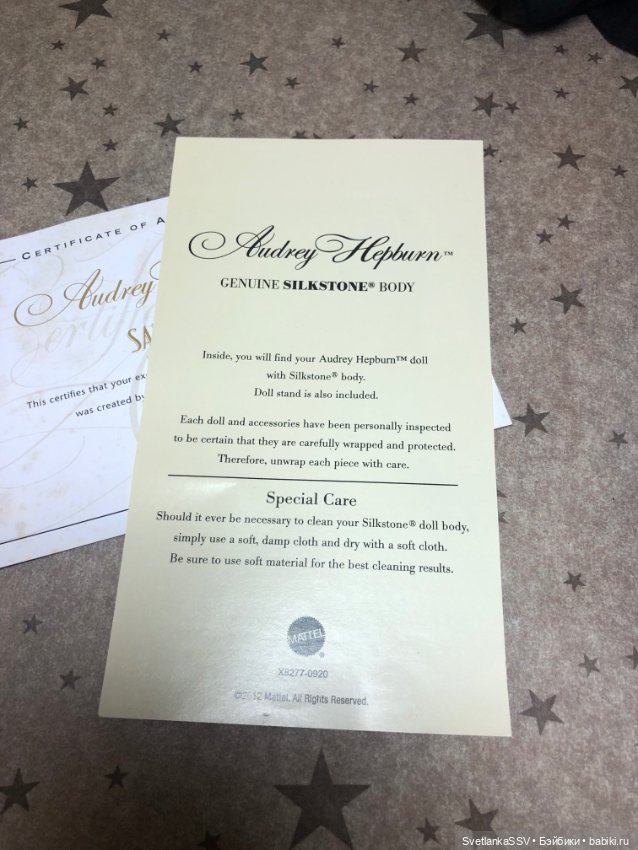 CERTIFICATE OF A
Audrey
SA
This certifies that your ex
was created by
Audrey Hepburn™
GENUINE SILKSTONE® BODY
Inside, you will find your Audrey Hepburn™ doll
with Silkstone® body.
Doll stand is also included.
Each doll and accessories have been personally inspected
to be certain that they are carefully wrapped and protected.
Therefore, unwrap each piece with care.
Special Care
Should it ever be necessary to clean your Silkstone® doll body,
simply use a soft, damp cloth and dry with a soft cloth.
Be sure to use soft material for the best cleaning results.
MATTEL®
X8277-0920
©2012 Mattel. All Rights Reserved.
SvetlankaSSV • Бэйбики • babiki.ru